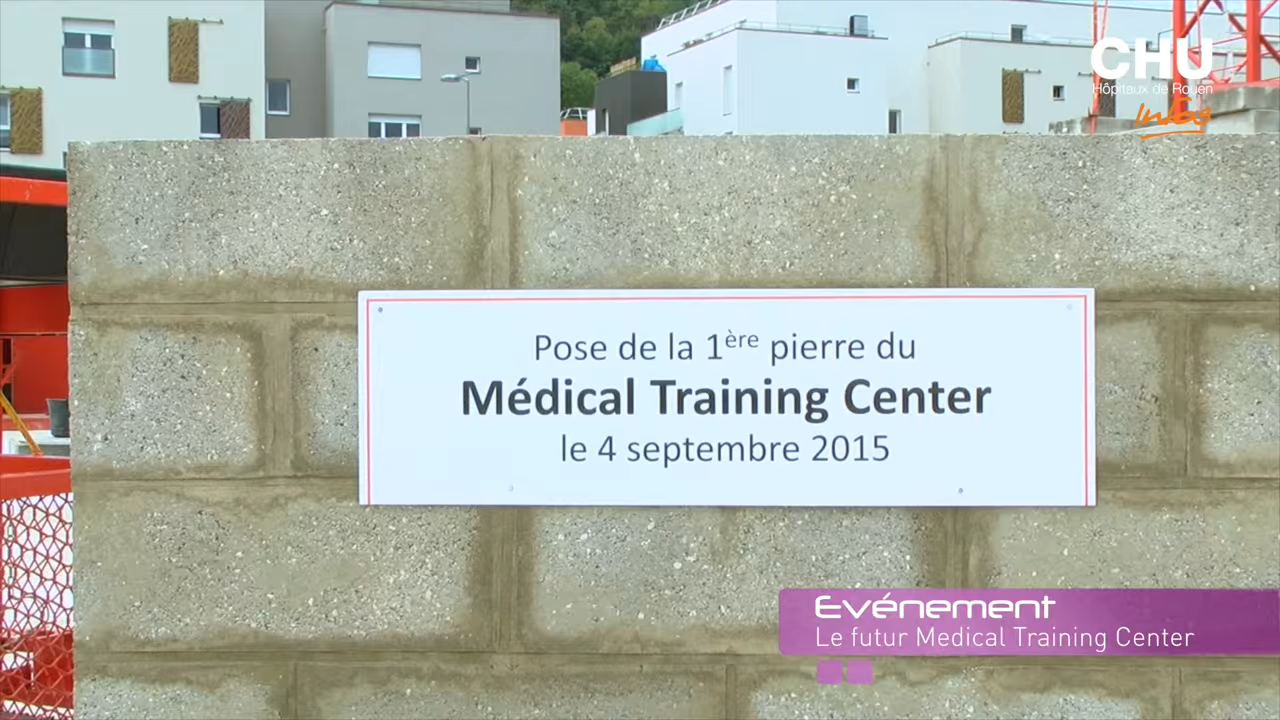 CHU
Hôpitaux de Rouen
Infos
Pose de la 1ère pierre du
Médical Training Center
le 4 septembre 2015
Evénement
Le futur Medical Training Center